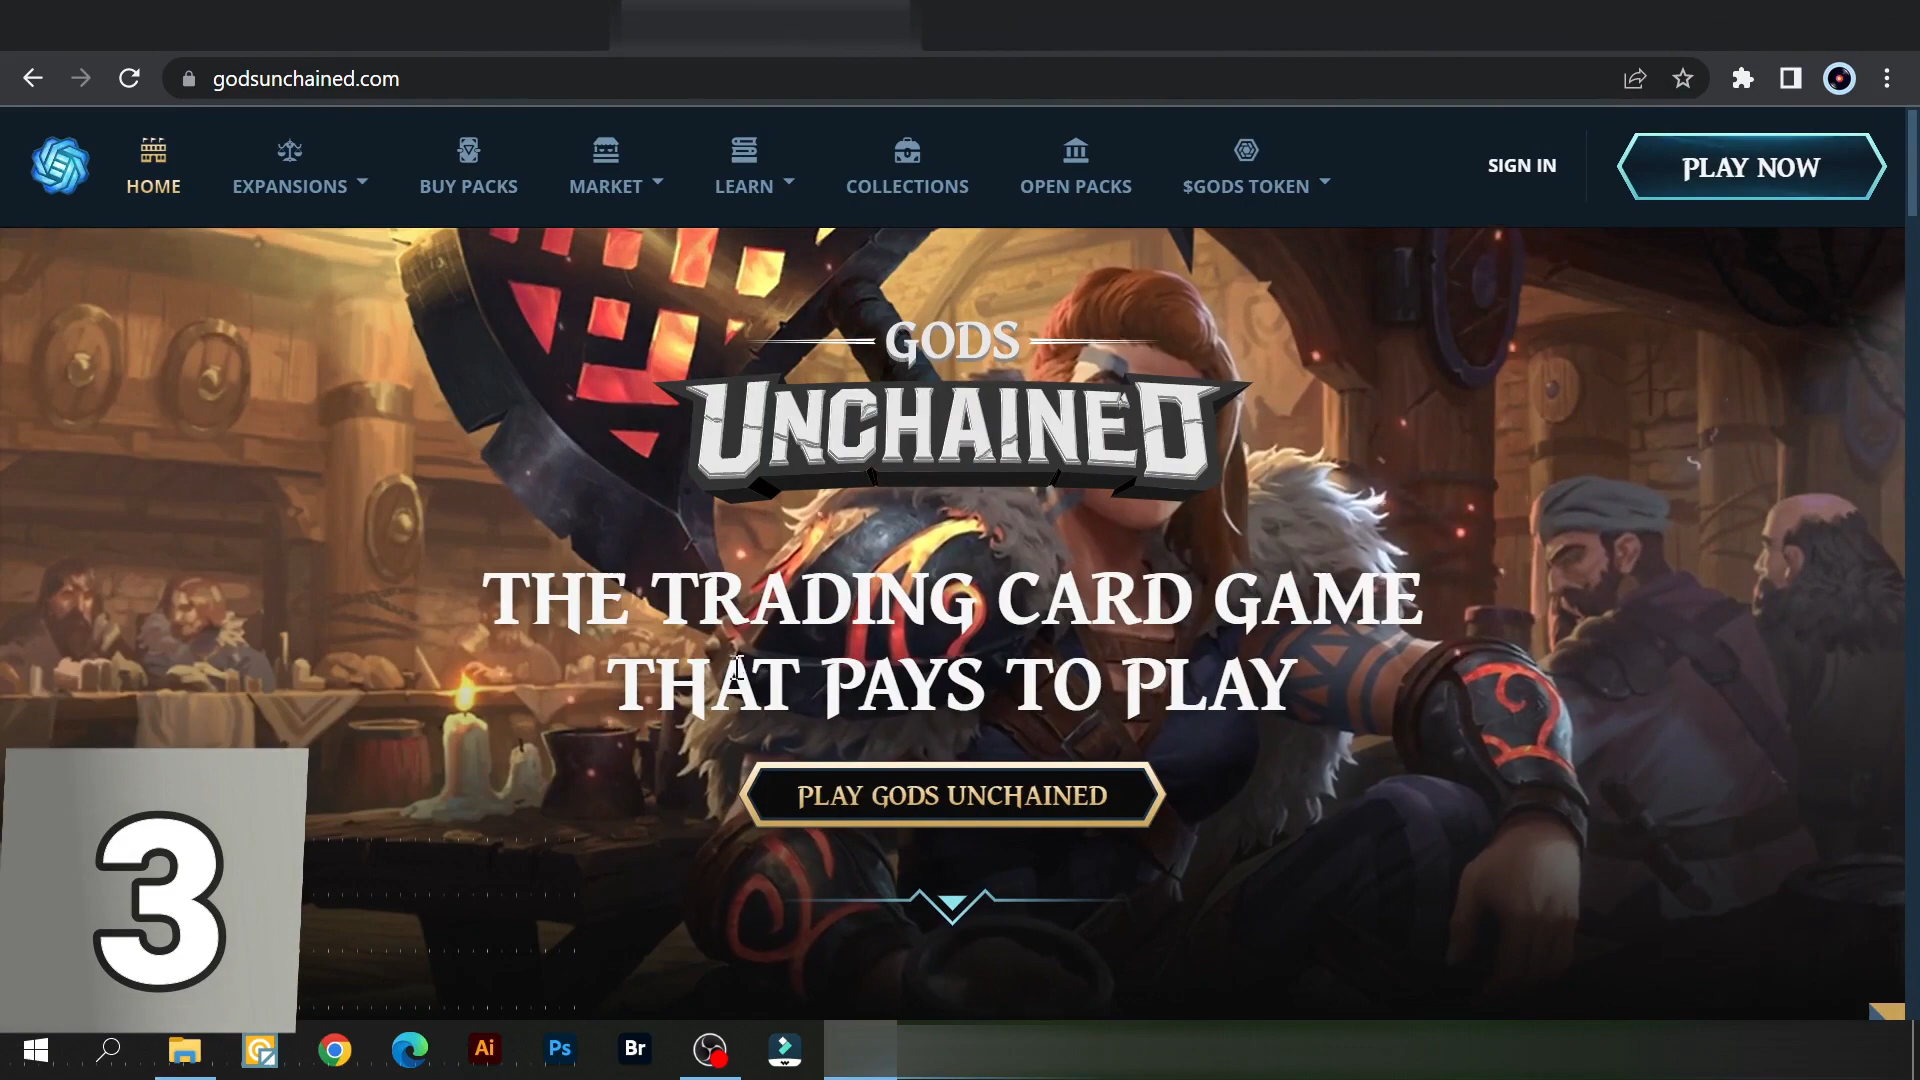 godsunchained.com
HOME
EXPANSIONS
BUY PACKS
MARKET
LEARN
COLLECTIONS
OPEN PACKS
$GODS TOKEN
SIGN IN
PLAY NOW
GODS
UNCHAINED
THE TRADING CARD GAME
THAT PAYS TO PLAY
PLAY GODS UNCHAINED
3
Ai
Ps
Br